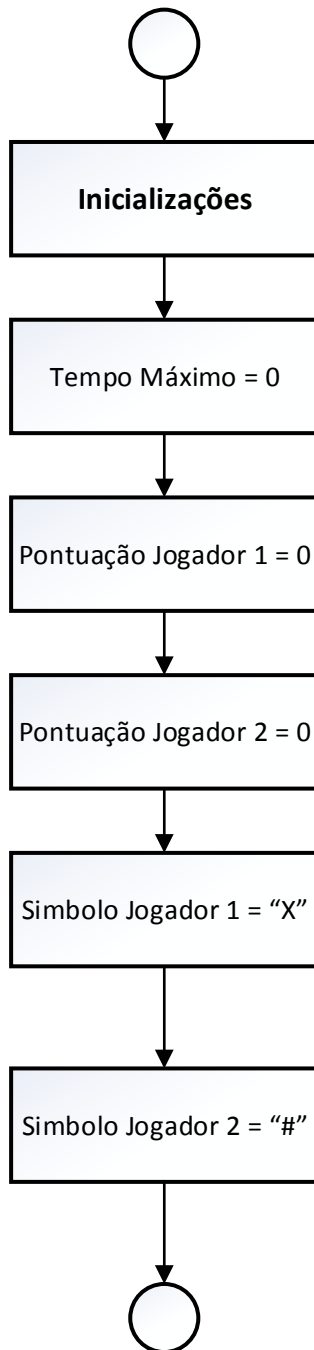 Inicializações
Tempo Máximo = 0
Pontuação Jogador 1 = 0
Pontuação Jogador 2 = 0
Simbolo Jogador 1 = “X”
Simbolo Jogador 2 = “#”